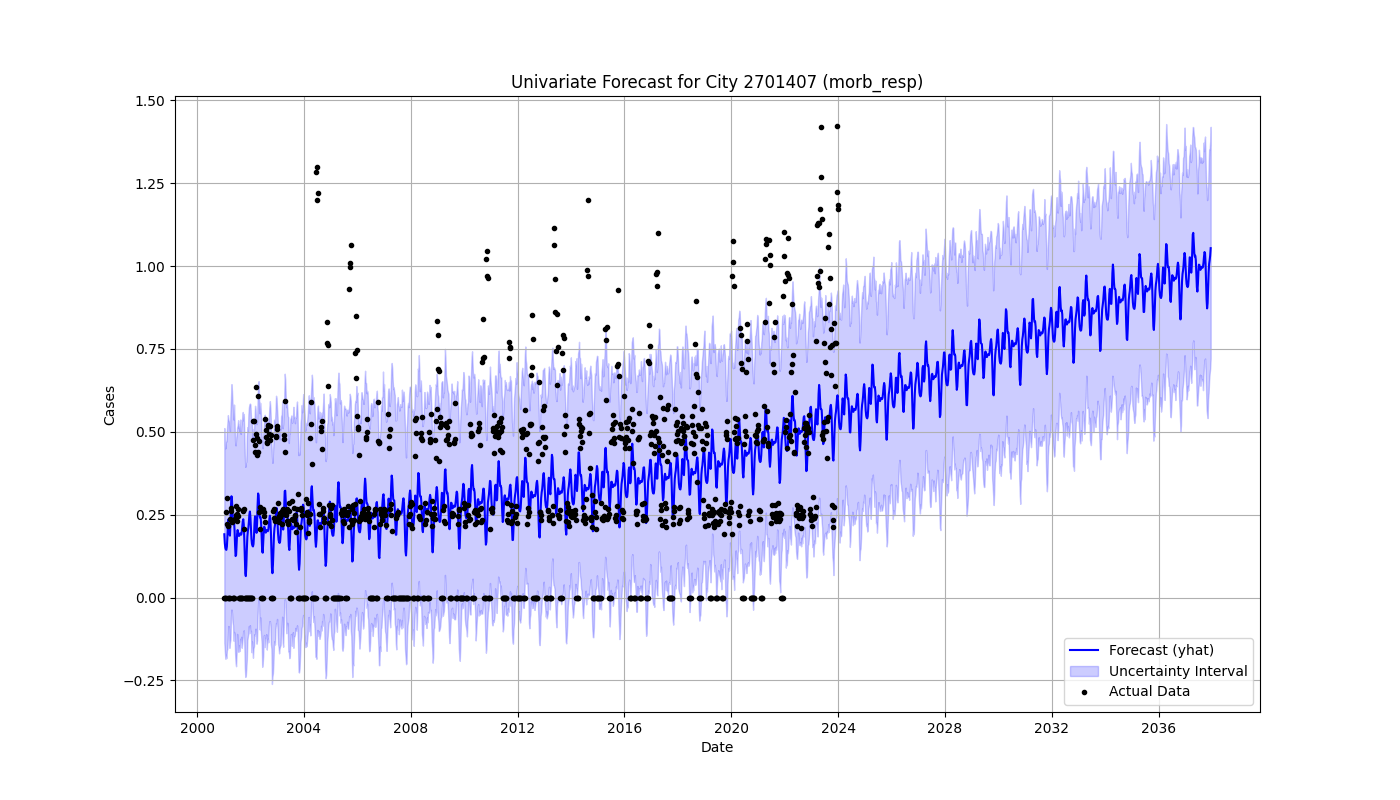 Univariate Forecast for City 2701407 (morb_resp)
1.50
1.25
1.00
0.75
0.50
0.25
0.00
−0.25
Cases
2000 2004 2008 2012 2016 2020 2024 2028 2032 2036
Date
Forecast (yhat)
Uncertainty Interval
Actual Data